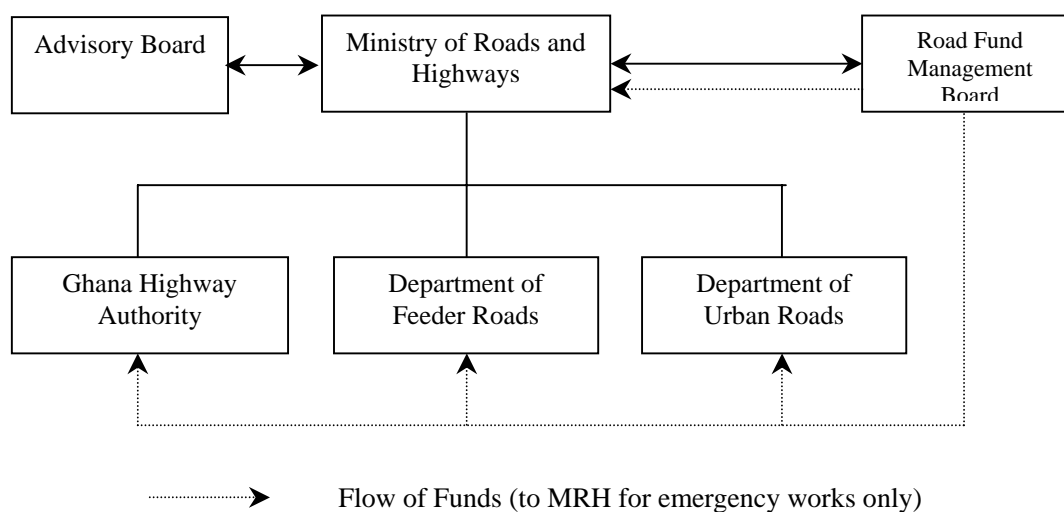 Advisory Board
Ministry of Roads and
Highways
Road Fund
Management
Board
Ghana Highway
Authority
Department of
Feeder Roads
Department of
Urban Roads
Flow of Funds (to MRH for emergency works only)